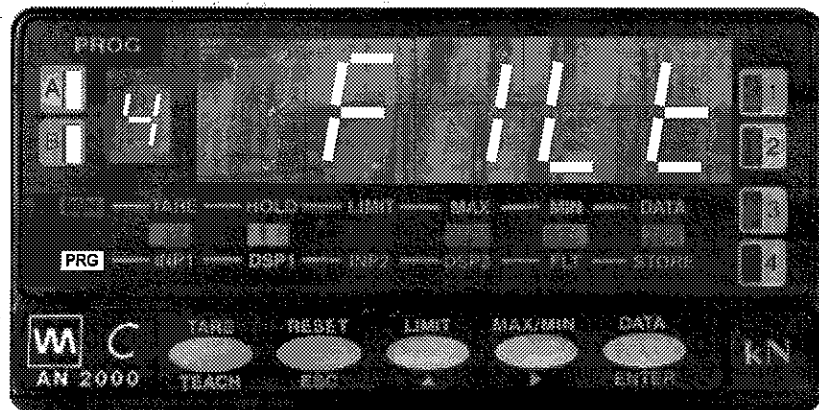 PROG
A 4 FILt 1
B 2
TARE HOLD LIMIT MAX MIN DATA 3
PRG INP1 DSP1 INP2 DSP2 FLT STORE 4
TARE RESET LIMIT MAX/MIN DATA
C kN
AN 2000 TEACH ESC ▲ ▶ ENTER